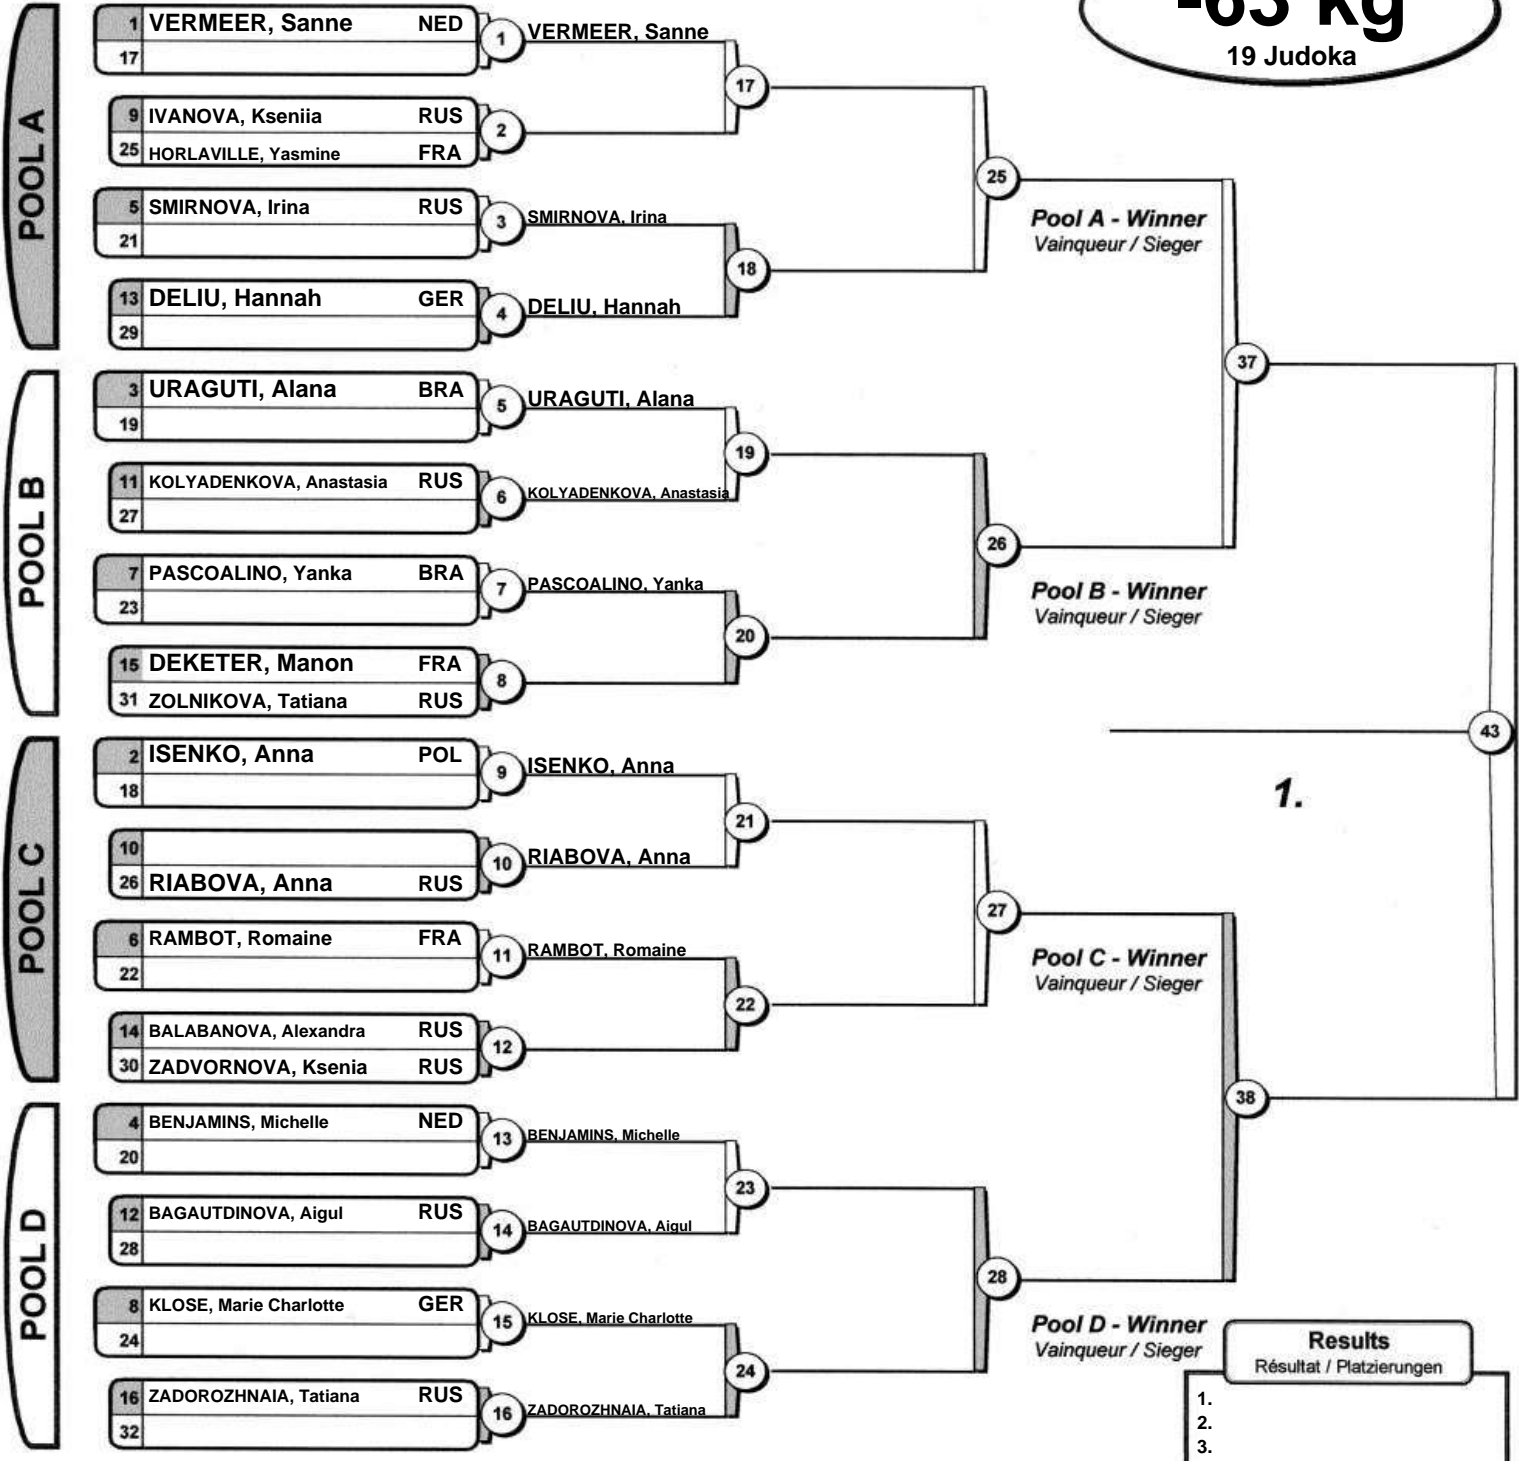 -63 kg
19 Judoka
POOL A
1 VERMEER, Sanne NED
17
1 VERMEER, Sanne
17
9 IVANOVA, Kseniia RUS
25 HORLAVILLE, Yasmine FRA
2
25
5 SMIRNOVA, Irina RUS
21
3 SMIRNOVA, Irina
18
13 DELIU, Hannah GER
29
4 DELIU, Hannah
Pool A - Winner
Vainqueur / Sieger
37
POOL B
3 URAGUTI, Alana BRA
19
5 URAGUTI, Alana
19
11 KOLYADENKOVA, Anastasia RUS
27
6 KOLYADENKOVA, Anastasia
26
7 PASCOALINO, Yanka BRA
23
7 PASCOALINO, Yanka
20
15 DEKETER, Manon FRA
31 ZOLNIKOVA, Tatiana RUS
8
Pool B - Winner
Vainqueur / Sieger
43
1.
POOL C
2 ISENKO, Anna POL
18
9 ISENKO, Anna
21
10
26 RIABOVA, Anna RUS
10 RIABOVA, Anna
27
6 RAMBOT, Romaine FRA
22
11 RAMBOT, Romaine
22
14 BALABANOVA, Alexandra RUS
30 ZADVORNOVA, Ksenia RUS
12
Pool C - Winner
Vainqueur / Sieger
38
POOL D
4 BENJAMINS, Michelle NED
20
13 BENJAMINS, Michelle
23
12 BAGAUTDINOVA, Aigul RUS
28
14 BAGAUTDINOVA, Aigul
28
8 KLOSE, Marie Charlotte GER
24
15 KLOSE, Marie Charlotte
24
16 ZADOROZHNAIA, Tatiana RUS
32
16 ZADOROZHNAIA, Tatiana
Pool D - Winner
Vainqueur / Sieger
Results
Résultat / Platzierungen
1.
2.
3.